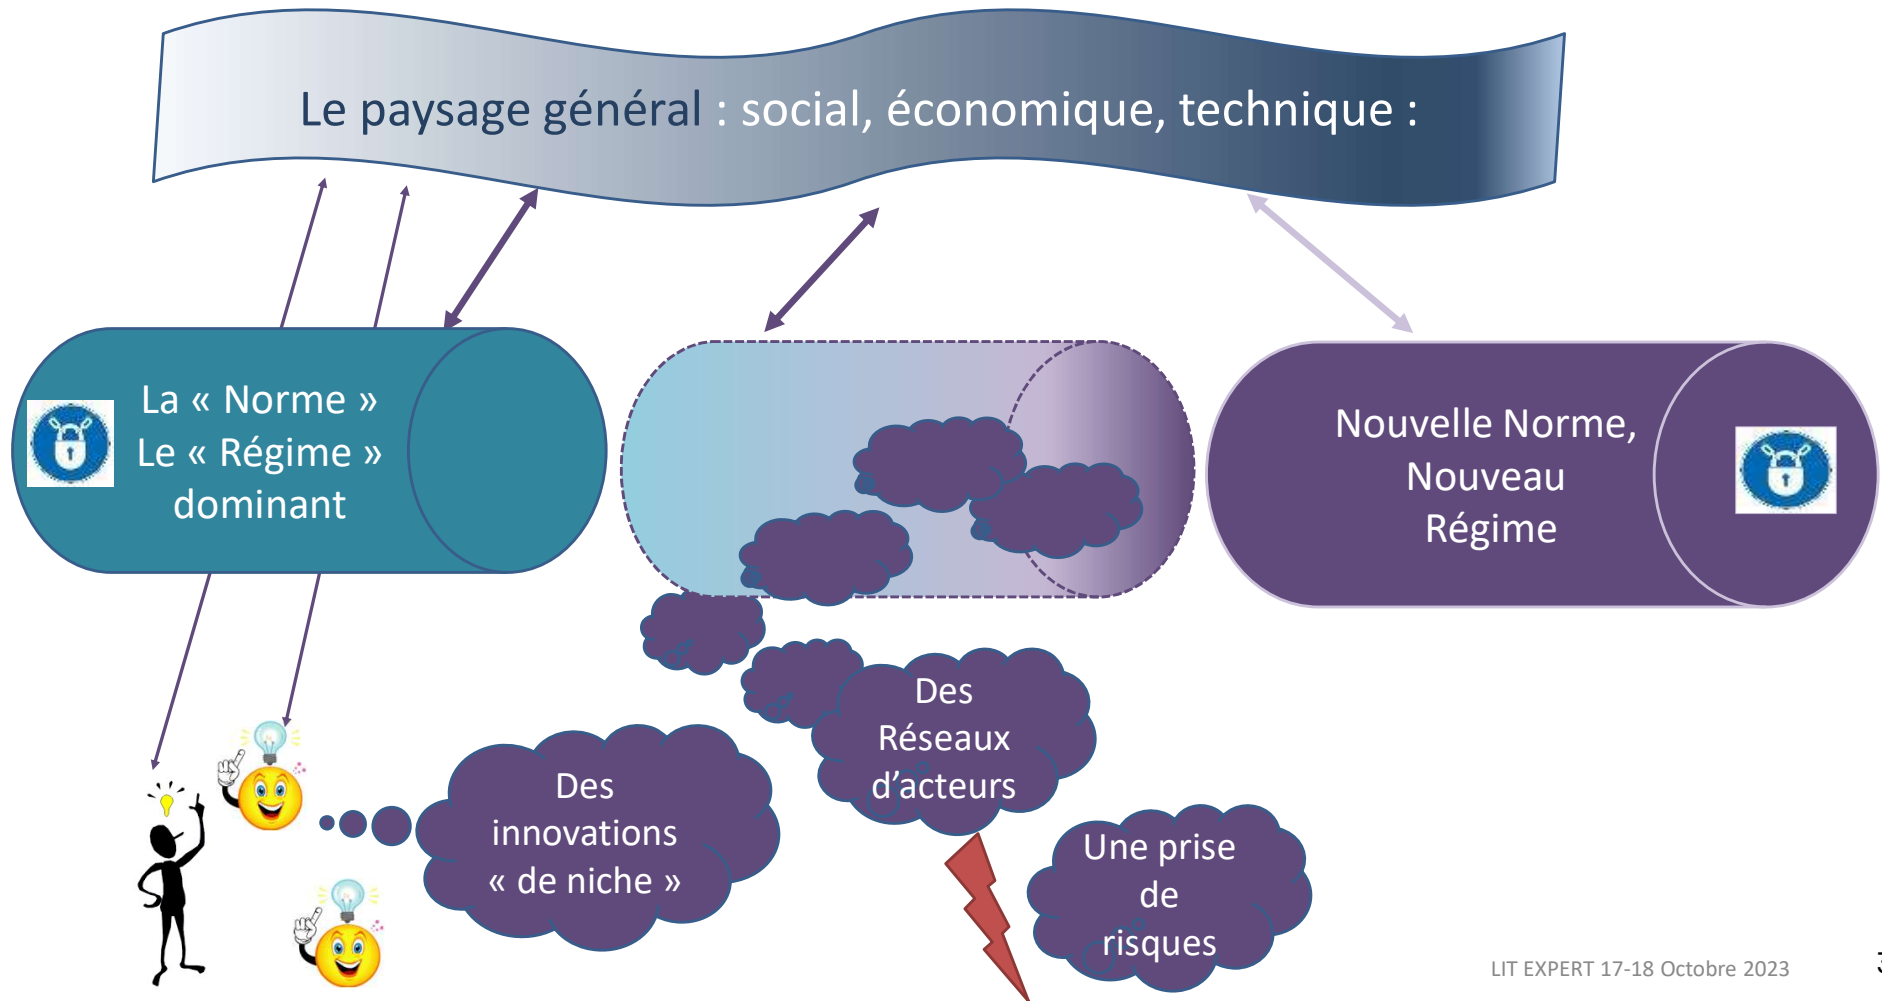 Le paysage général : social, économique, technique :
La « Norme »
Le « Régime »
dominant
Nouvelle Norme,
Nouveau
Régime
Des
Réseaux
d’acteurs
Des
innovations
« de niche »
Une prise
de
risques
LIT EXPERT 17-18 Octobre 2023